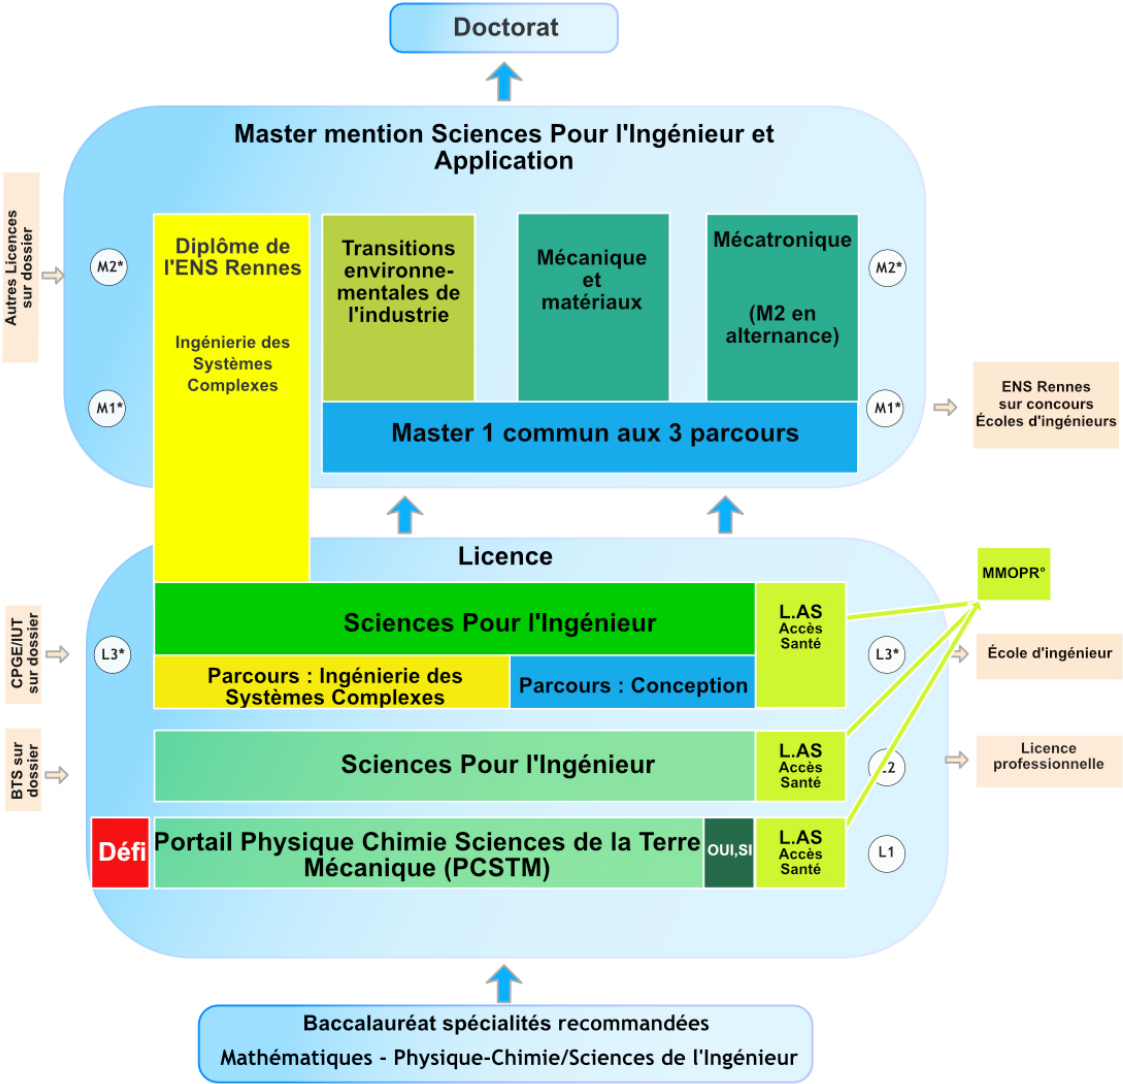 Doctorat
Master mention Sciences Pour l'Ingénieur et
Application
Autres Licences
sur dossier
M2*
Diplôme de
l'ENS Rennes
Ingénierie des
Systèmes
Complexes
Transitions
environne-
mentales de
l'industrie
Mécanique
et
matériaux
Mécatronique
(M2 en
alternance)
M2*
M1*
Master 1 commun aux 3 parcours
M1*
ENS Rennes
sur concours
Écoles d'ingénieurs
Licence
MMOPR°
CPGE/IUT
sur dossier
L3*
Sciences Pour l'Ingénieur
Parcours : Ingénierie des
Systèmes Complexes
Parcours : Conception
L.AS
Accès
Santé
L3*
École d'ingénieur
BTS sur
dossier
Sciences Pour l'Ingénieur
L.AS
Accès
Santé
L2
Licence
professionnelle
Défi
Portail Physique Chimie Sciences de la Terre
Mécanique (PCSTM)
OUI,SI
L.AS
Accès
Santé
L1
Baccalauréat spécialités recommandées
Mathématiques - Physique-Chimie/Sciences de l'Ingénieur